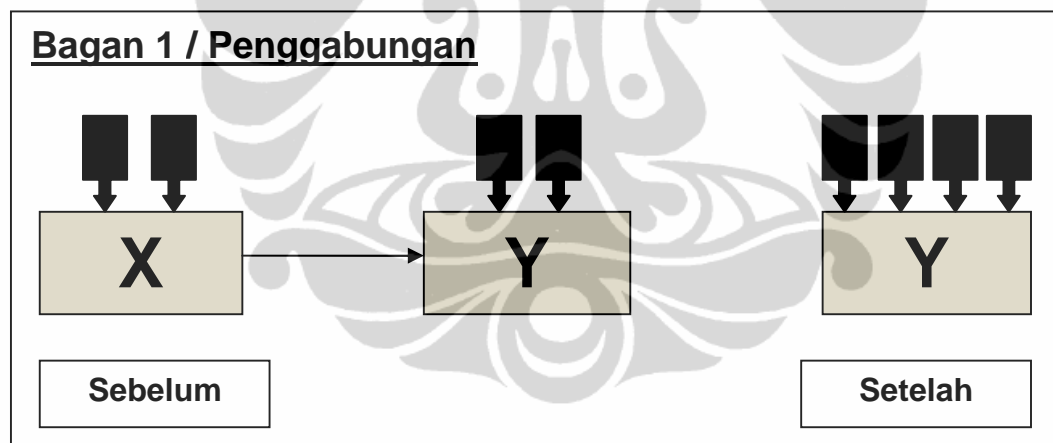 Bagan 1 / Penggabungan
X
Y
Y
Sebelum
Setelah